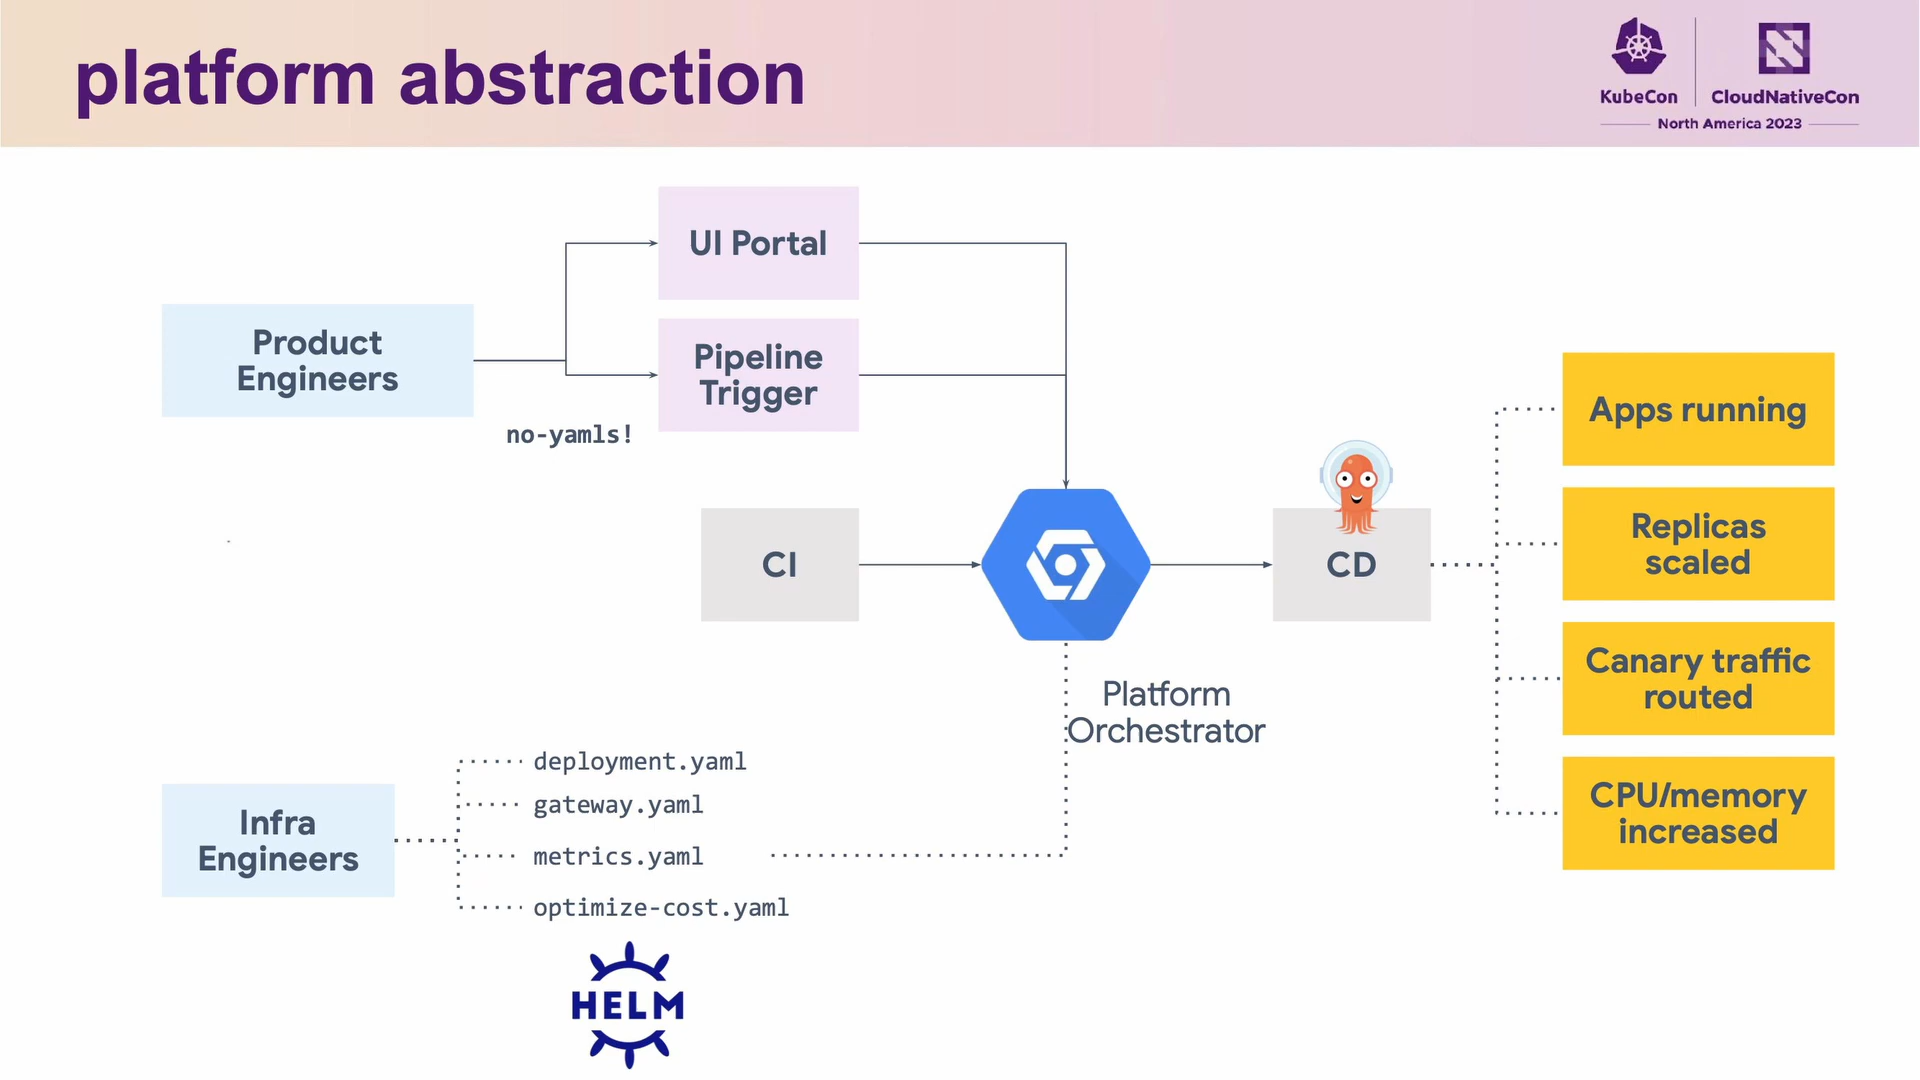 platform abstraction
KubeCon
CloudNativeCon
North America 2023
UI Portal
Product
Engineers
Pipeline
Trigger
no-yamls!
CI
CD
Platform
Orchestrator
Apps running
Replicas
scaled
Canary traffic
routed
CPU/memory
increased
Infra
Engineers
deployment.yaml
gateway.yaml
metrics.yaml
optimize-cost.yaml
HELM